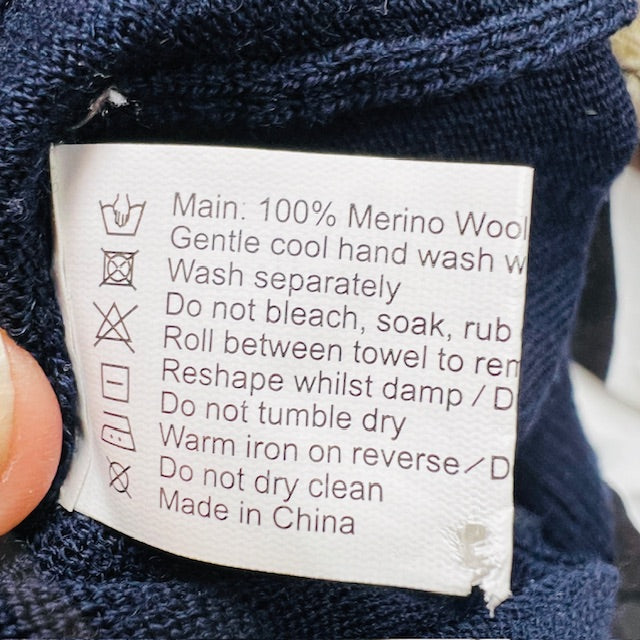 Main: 100% Merino Wool
Gentle cool hand wash
Wash separately
Do not bleach, soak, rub
Roll between towel to
Reshape whilst damp / D
Do not tumble dry
Warm iron on reverse / D
Do not dry clean
Made in China